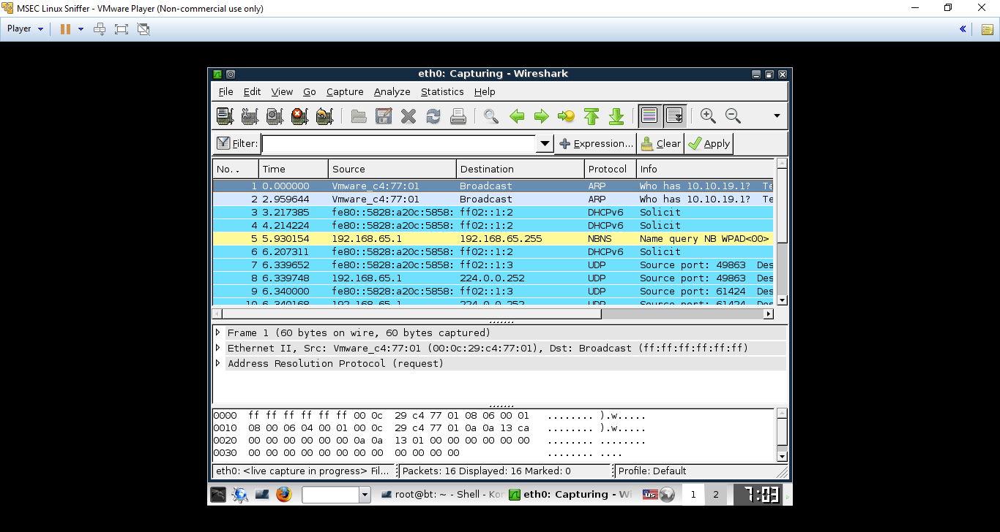 MSEC Linux Sniffer - VMware Player (Non-commercial use only)
Player
eth0: Capturing - Wireshark
File Edit View Go Capture Analyze Statistics Help
Filter: Expression... Clear Apply
No. . Time Source Destination Protocol Info
1 0.000000 Vmware_c4:77:01 Broadcast ARP Who has 10.10.19.1? Te
2 2.959644 Vmware_c4:77:01 Broadcast ARP Who has 10.10.19.1? Te
3 3.217385 fe80::5828:a20c:5858: ff02::1:2 DHCPv6 Solicit
4 4.214224 fe80::5828:a20c:5858: ff02::1:2 DHCPv6 Solicit
5 5.930154 192.168.65.1 192.168.65.255 NBNS Name query NB WPAD<00>
6 6.207311 fe80::5828:a20c:5858: ff02::1:2 DHCPv6 Solicit
7 6.339652 fe80::5828:a20c:5858: ff02::1:3 UDP Source port: 49863 Des
8 6.339748 192.168.65.1 224.0.0.252 UDP Source port: 49863 Des
9 6.340000 fe80::5828:a20c:5858: ff02::1:3 UDP Source port: 61424 Des
10 6.340168 192.168.65.1 224.0.0.252 UDP Source port: 61424 Des
Frame 1 (60 bytes on wire, 60 bytes captured)
Ethernet II, Src: Vmware_c4:77:01 (00:0c:29:c4:77:01), Dst: Broadcast (ff:ff:ff:ff:ff:ff)
Address Resolution Protocol (request)
0000 ff ff ff ff ff ff 00 0c 29 c4 77 01 08 06 00 01 ........ ).w.....
0010 08 00 06 04 00 01 00 0c 29 c4 77 01 0a 0a 13 ca ........ ).w.....
0020 00 00 00 00 00 00 0a 0a 13 01 00 00 00 00 00 00 ........ ........
0030 00 00 00 00 00 00 00 00 00 00 00 00 ........ ....
eth0: <live capture in progress> Fil... Packets: 16 Displayed: 16 Marked: 0 Profile: Default
root@bt: ~ - Shell - Kon eth0: Capturing - Wi 1 2 7:03